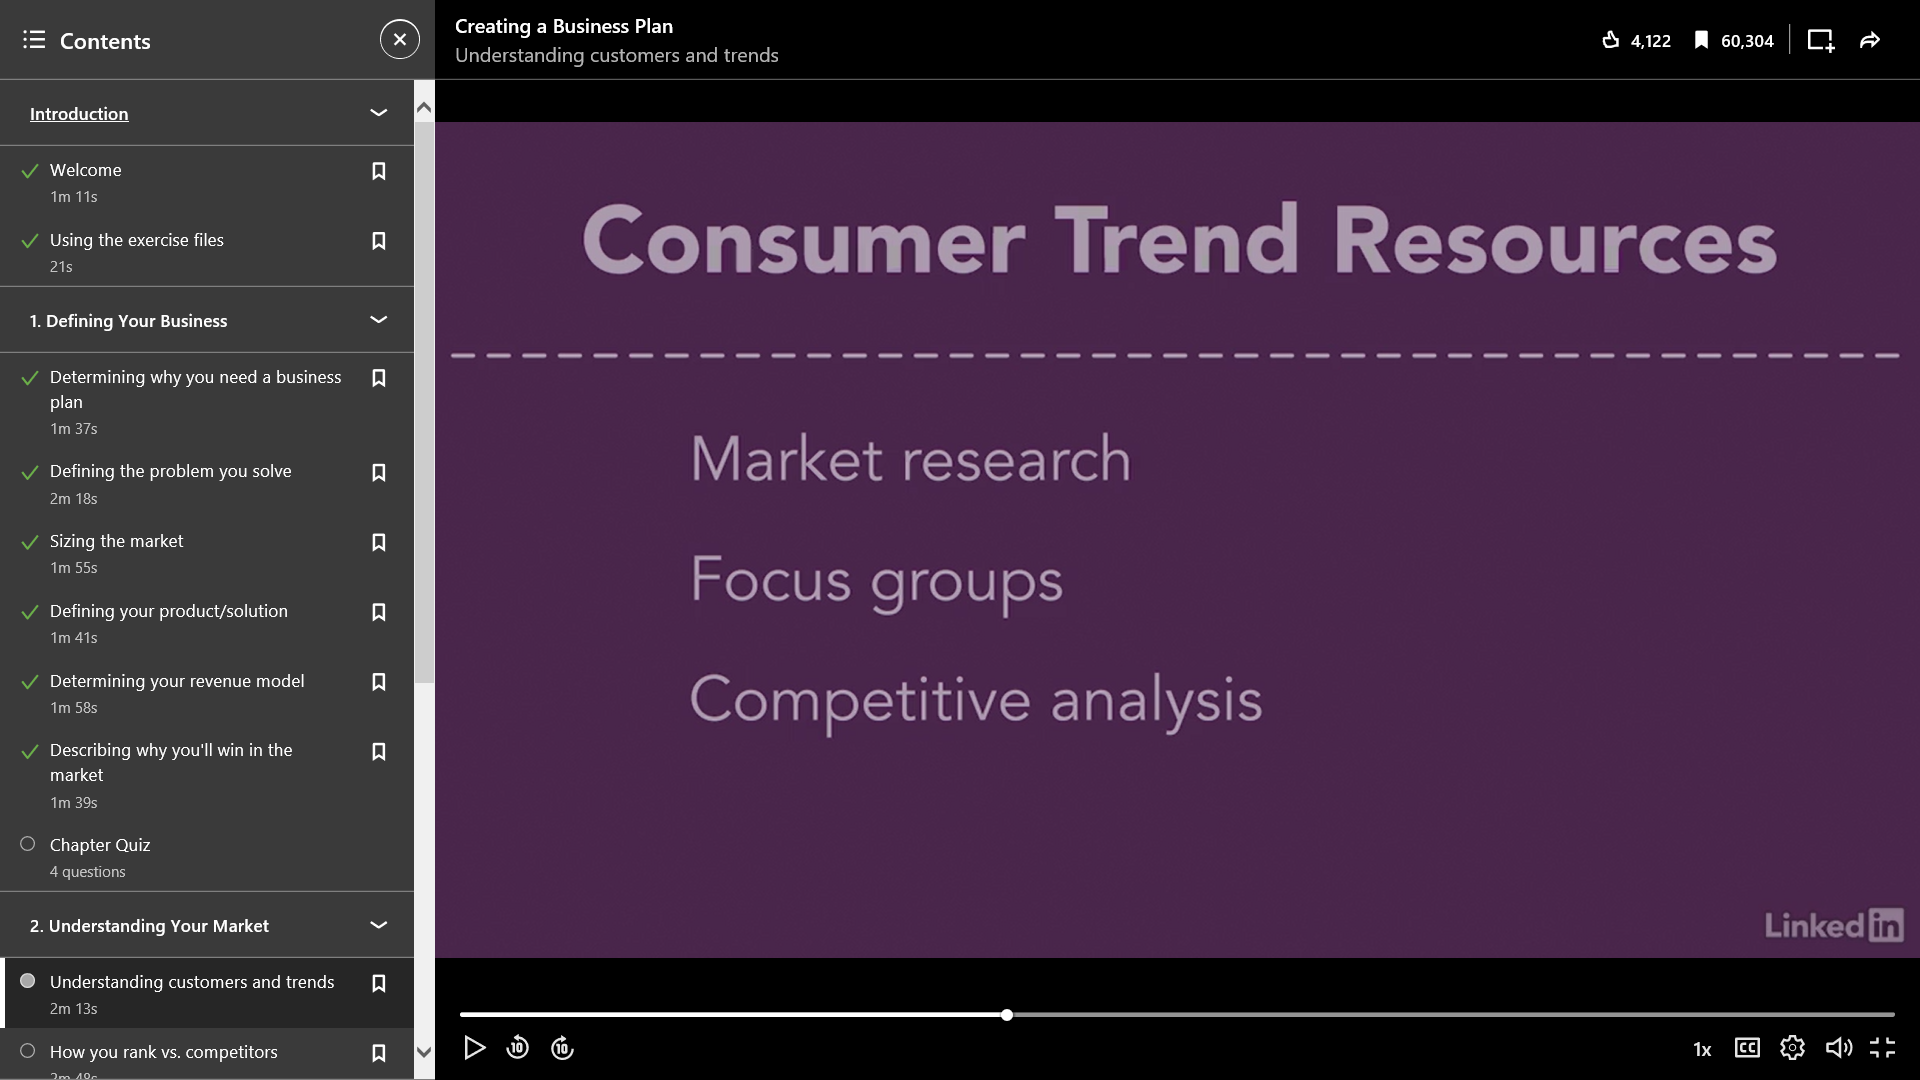 Contents
Introduction
Welcome
1m 11s
Using the exercise files
21s
1. Defining Your Business
Determining why you need a business
plan
1m 37s
Defining the problem you solve
2m 18s
Sizing the market
1m 55s
Defining your product/solution
1m 41s
Determining your revenue model
1m 58s
Describing why you'll win in the
market
1m 39s
Chapter Quiz
4 questions
2. Understanding Your Market
Understanding customers and trends
2m 13s
How you rank vs. competitors
2m 48s
Creating a Business Plan
Understanding customers and trends
4,122
60,304
Consumer Trend Resources
Market research
Focus groups
Competitive analysis
Linked in
10
10
1x
CC